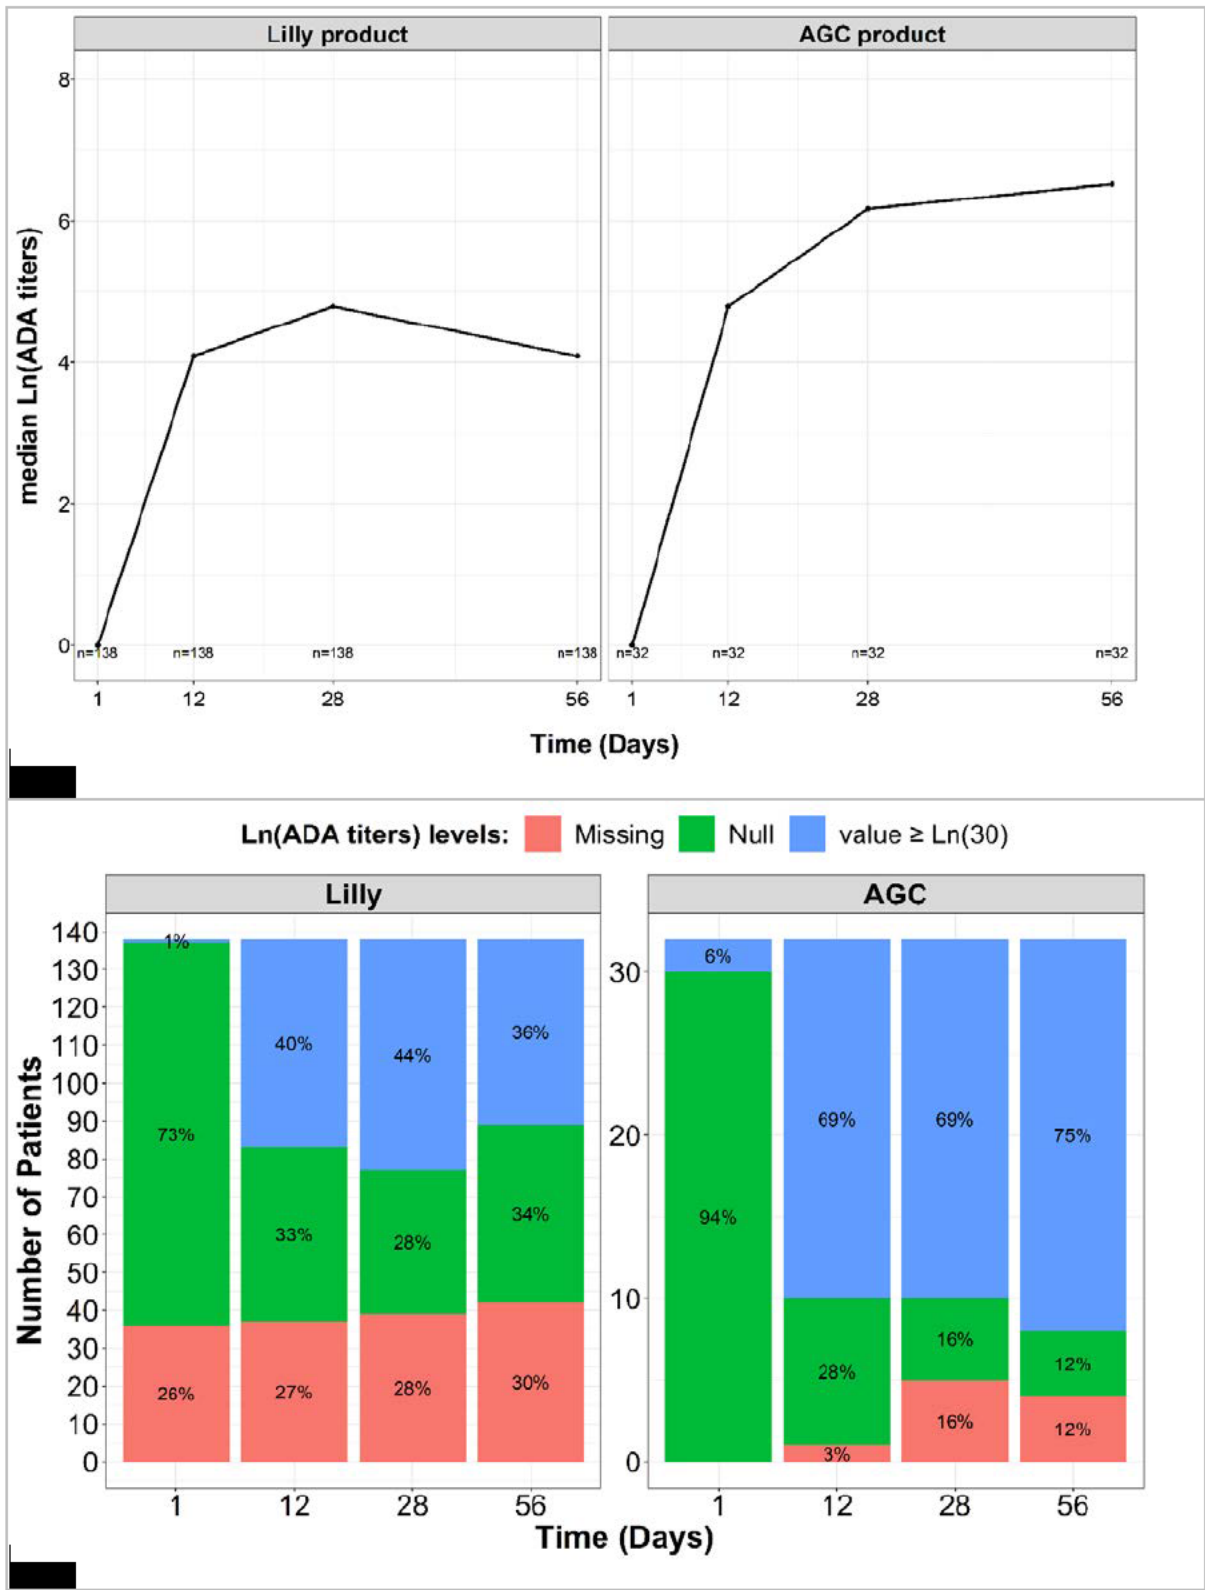 Lilly product AGC product
8
6
4
2
0
median Ln(ADA titers)
n=138 n=138 n=138 n=138 n=32 n=32 n=32 n=32
1 12 28 56 1 12 28 56
Time (Days)
Ln(ADA titers) levels: Missing Null value ≥ Ln(30)
Lilly AGC
140
130
120
110
100
90
80
70
60
50
40
30
20
10
0
Number of Patients
1% 40% 44% 36%
73% 33% 28% 34%
26% 27% 28% 30%
30
20
10
0
6% 69% 69% 75%
94% 28% 16% 12%
3% 16% 12%
1 12 28 56 1 12 28 56
Time (Days)